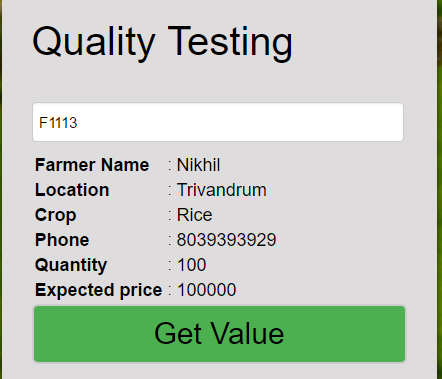 Quality Testing
F1113
Farmer Name : Nikhil
Location : Trivandrum
Crop : Rice
Phone : 8039393929
Quantity : 100
Expected price : 100000
Get Value